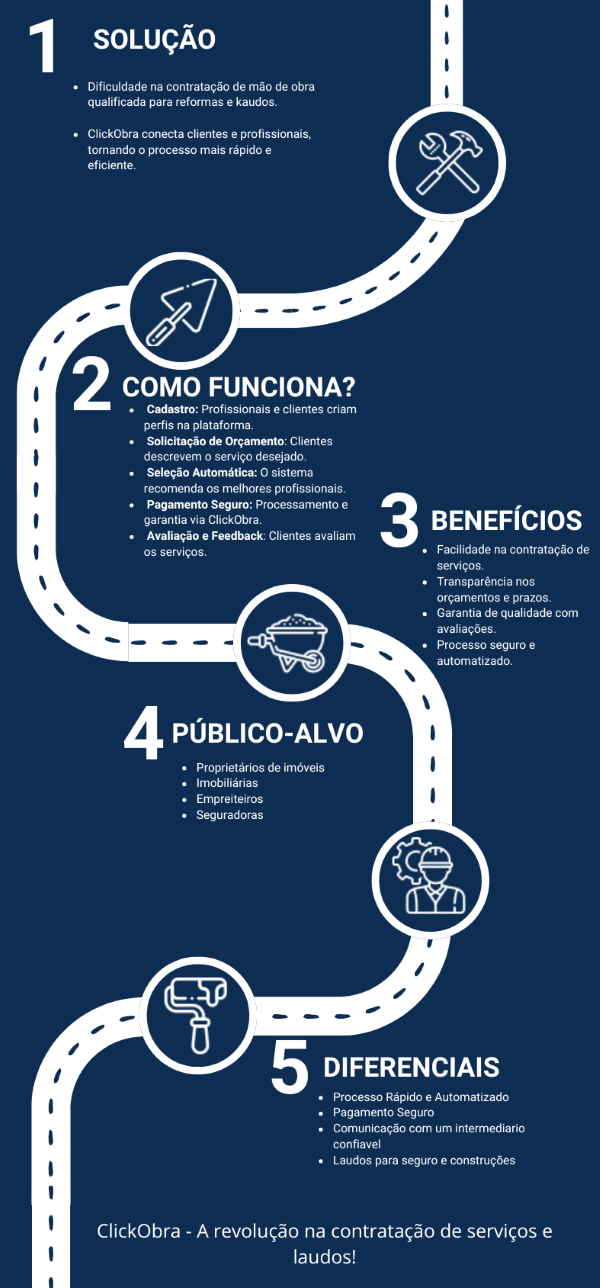 1 SOLUÇÃO
• Dificuldade na contratação de mão de obra
qualificada para reformas e kaudos.
• ClickObra conecta clientes e profissionais,
tornando o processo mais rápido e
eficiente.
2 COMO FUNCIONA?
• Cadastro: Profissionais e clientes criam
perfis na plataforma.
• Solicitação de Orçamento: Clientes
descrevem o serviço desejado.
• Seleção Automática: O sistema
recomenda os melhores profissionais.
• Pagamento Seguro: Processamento e
garantia via ClickObra.
• Avaliação e Feedback: Clientes avaliam
os serviços.
3 BENEFÍCIOS
• Facilidade na contratação de
serviços.
• Transparência nos
orçamentos e prazos.
• Garantia de qualidade com
avaliações.
• Processo seguro e
automatizado.
4 PÚBLICO-ALVO
• Proprietários de imóveis
• Imobiliárias
• Empreiteiros
• Seguradoras
5 DIFERENCIAIS
• Processo Rápido e Automatizado
• Pagamento Seguro
• Comunicação com um intermediario
confiavel
• Laudos para seguro e construções
ClickObra - A revolução na contratação de serviços e
laudos!